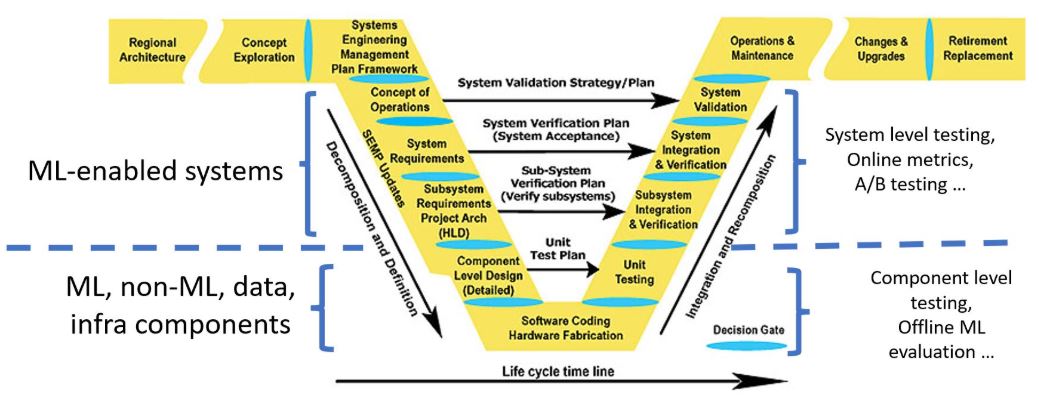 Regional
Architecture
Concept
Exploration
Systems
Engineering
Management
Plan Framework
Operations &
Maintenance
Changes &
Upgrades
Retirement
Replacement
Concept of
Operations
System Validation Strategy/Plan
System
Validation
System
Requirements
System Verification Plan
(System Acceptance)
System
Integration
& Verification
Subsystem
Requirements
Project Arch
(HLD)
Sub-System
Verification Plan
(Verify subsystems)
Subsystem
Integration
& Verification
Component
Level Design
(Detailed)
Unit
Test Plan
Unit
Testing
Software Coding
Hardware Fabrication
SEMP Updates
Decomposition and Definition
Integration and Recomposition
Decision Gate
Life cycle time line
ML-enabled systems
ML, non-ML, data,
infra components
System level testing,
Online metrics,
A/B testing ...
Component level
testing,
Offline ML
evaluation ...